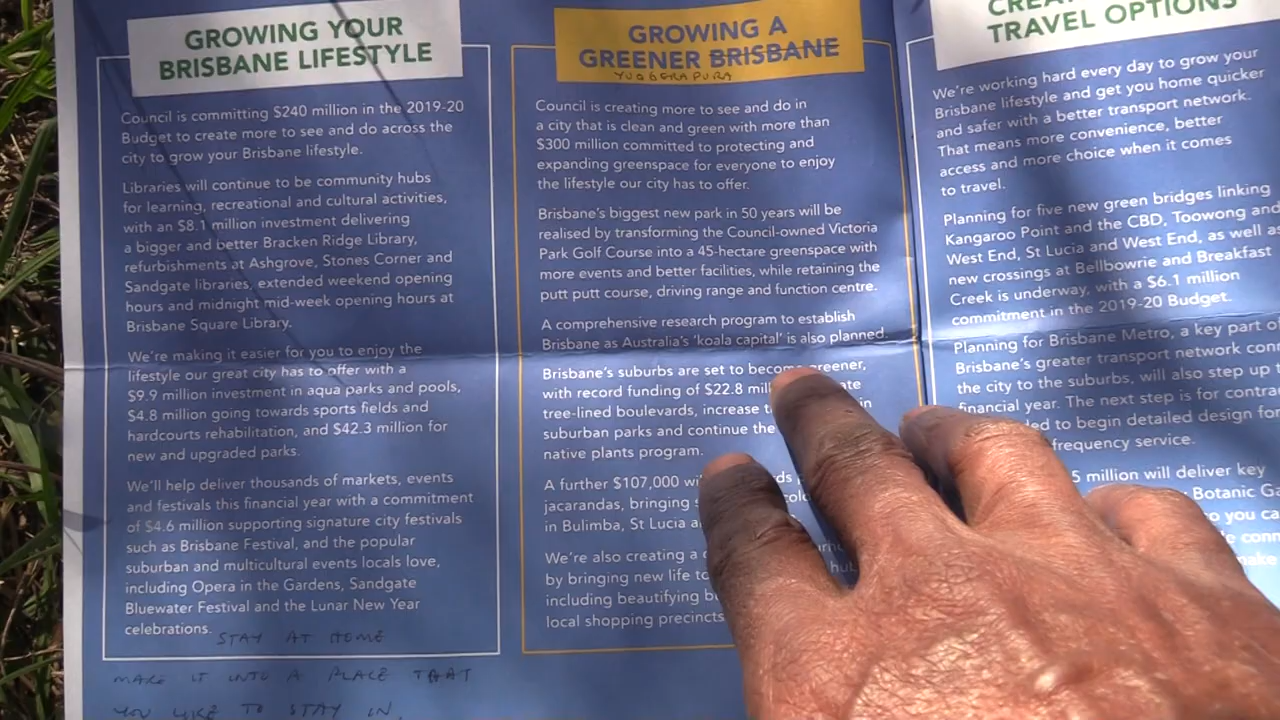 GROWING YOUR
BRISBANE LIFESTYLE
Council is committing $240 million in the 2019-20
Budget to create more to see and do across the
city to grow your Brisbane lifestyle.
Libraries will continue to be community hubs
for learning, recreational and cultural activities,
with an $8.1 million investment delivering
a bigger and better Bracken Ridge Library,
refurbishments at Ashgrove, Stones Corner and
Sandgate libraries, extended weekend opening
hours and midnight mid-week opening hours at
Brisbane Square Library.
We're making it easier for you to enjoy the
lifestyle our great city has to offer with a
$9.9 million investment in aqua parks and pools,
$4.8 million going towards sports fields and
hardcourts rehabilitation, and $42.3 million for
new and upgraded parks.
We'll help deliver thousands of markets, events
and festivals this financial year with a commitment
of $4.6 million supporting signature city festivals
such as Brisbane Festival, and the popular
suburban and multicultural events locals love,
including Opera in the Gardens, Sandgate
Bluewater Festival and the Lunar New Year
celebrations.
STAY AT HOME
MAKE IT INTO A PLACE THAT
YOU LIKE TO STAY IN.
GROWING A
GREENER BRISBANE
YUGGERAPURA
Council is creating more to see and do in
a city that is clean and green with more than
$300 million committed to protecting and
expanding greenspace for everyone to enjoy
the lifestyle our city has to offer.
Brisbane's biggest new park in 50 years will be
realised by transforming the Council-owned Victoria
Park Golf Course into a 45-hectare greenspace with
more events and better facilities, while retaining the
putt putt course, driving range and function centre.
A comprehensive research program to establish
Brisbane as Australia's 'koala capital' is also planned.
Brisbane's suburbs are set to become greener,
with record funding of $22.8
tree-lined boulevards, increase in
suburban parks and continue the
native plants program.
A further $107,000
jacarandas, bringing
in Bulimba, St Lucia
We're also creating a
by bringing new life to
including beautifying
local shopping precincts
TRAVEL OPTIONS
We're working hard every day to grow your
Brisbane lifestyle and get you home quicker
and safer with a better transport network.
That means more convenience, better
access and more choice when it comes
to travel.
Planning for five new green bridges linking
Kangaroo Point and the CBD, Toowong and
West End, St Lucia and West End, as well as
new crossings at Bellbowrie and Breakfast
Creek is underway, with a $6.1 million
commitment in the 2019-20 Budget.
Planning for Brisbane Metro, a key part of
Brisbane's greater transport network
the city to the suburbs, will also step up
financial year. The next step is for
to begin detailed design for
frequency service.
5 million will deliver key
Botanic
you